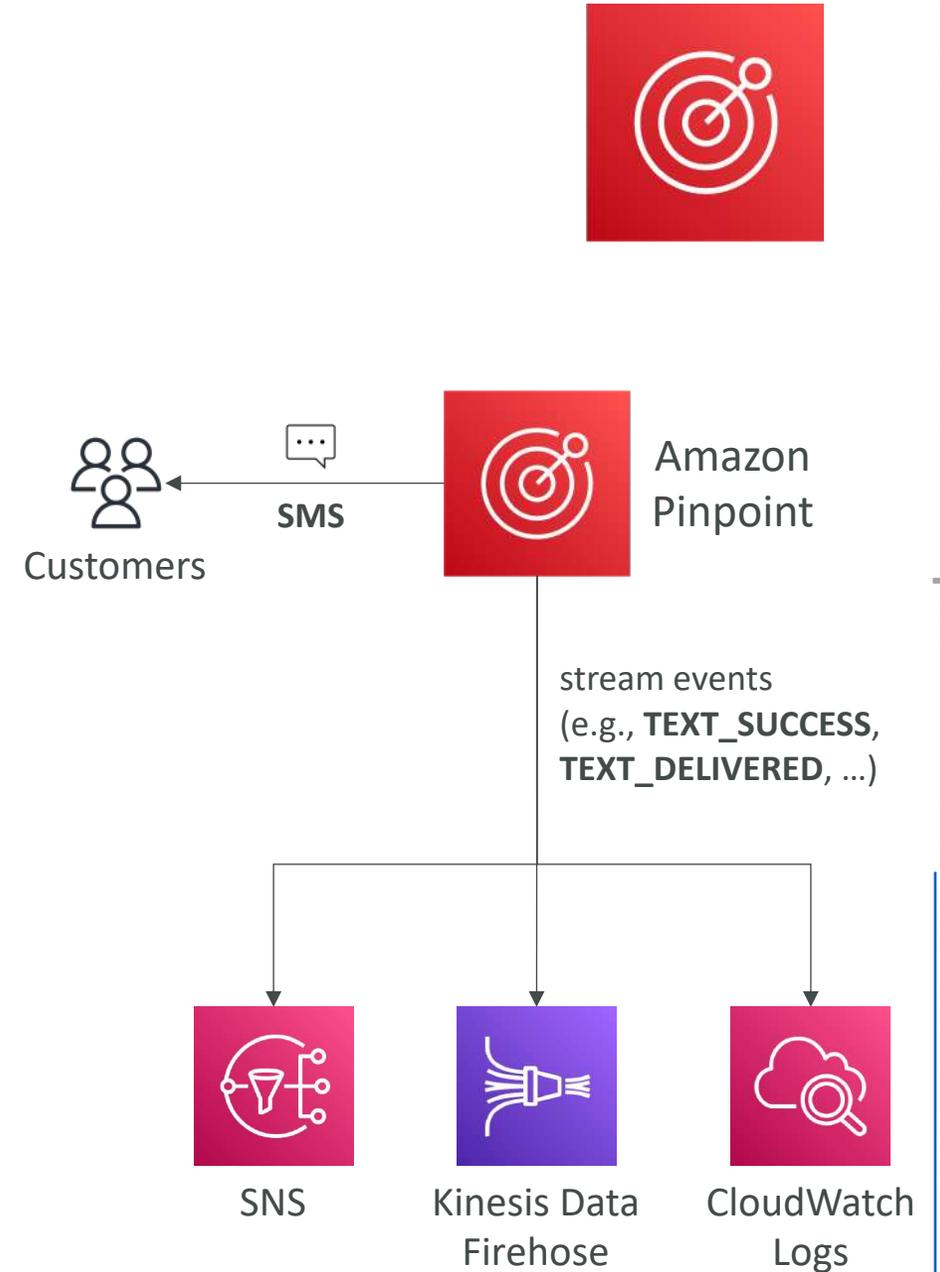 Amazon
Pinpoint
SMS
Customers
stream events
(e.g., TEXT_SUCCESS,
TEXT_DELIVERED, …)
SNS
Kinesis Data
Firehose
CloudWatch
Logs